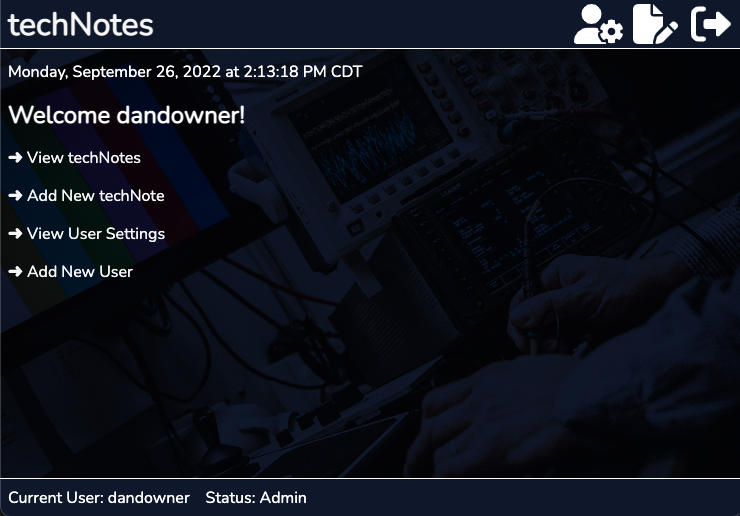 techNotes
Monday, September 26, 2022 at 2:13:18 PM CDT
Welcome dandowner!
➜ View techNotes
➜ Add New techNote
➜ View User Settings
➜ Add New User
Current User: dandowner Status: Admin